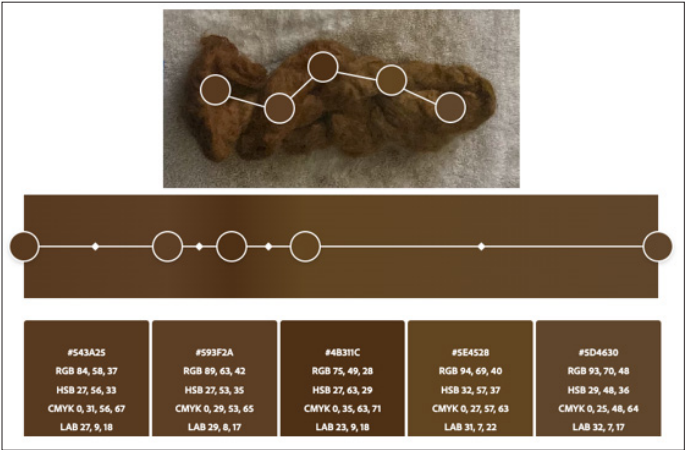 #543A25
RGB 84, 58, 37
HSB 27, 56, 33
CMYK 0, 31, 56, 67
LAB 27, 9, 18
#593F2A
RGB 89, 63, 42
HSB 27, 53, 35
CMYK 0, 29, 53, 65
LAB 29, 8, 17
#4B311C
RGB 75, 49, 28
HSB 27, 63, 29
CMYK 0, 35, 63, 71
LAB 23, 9, 18
#5E4528
RGB 94, 69, 40
HSB 32, 57, 37
CMYK 0, 27, 57, 63
LAB 31, 7, 22
#5D4630
RGB 93, 70, 48
HSB 29, 48, 36
CMYK 0, 25, 48, 64
LAB 32, 7, 17